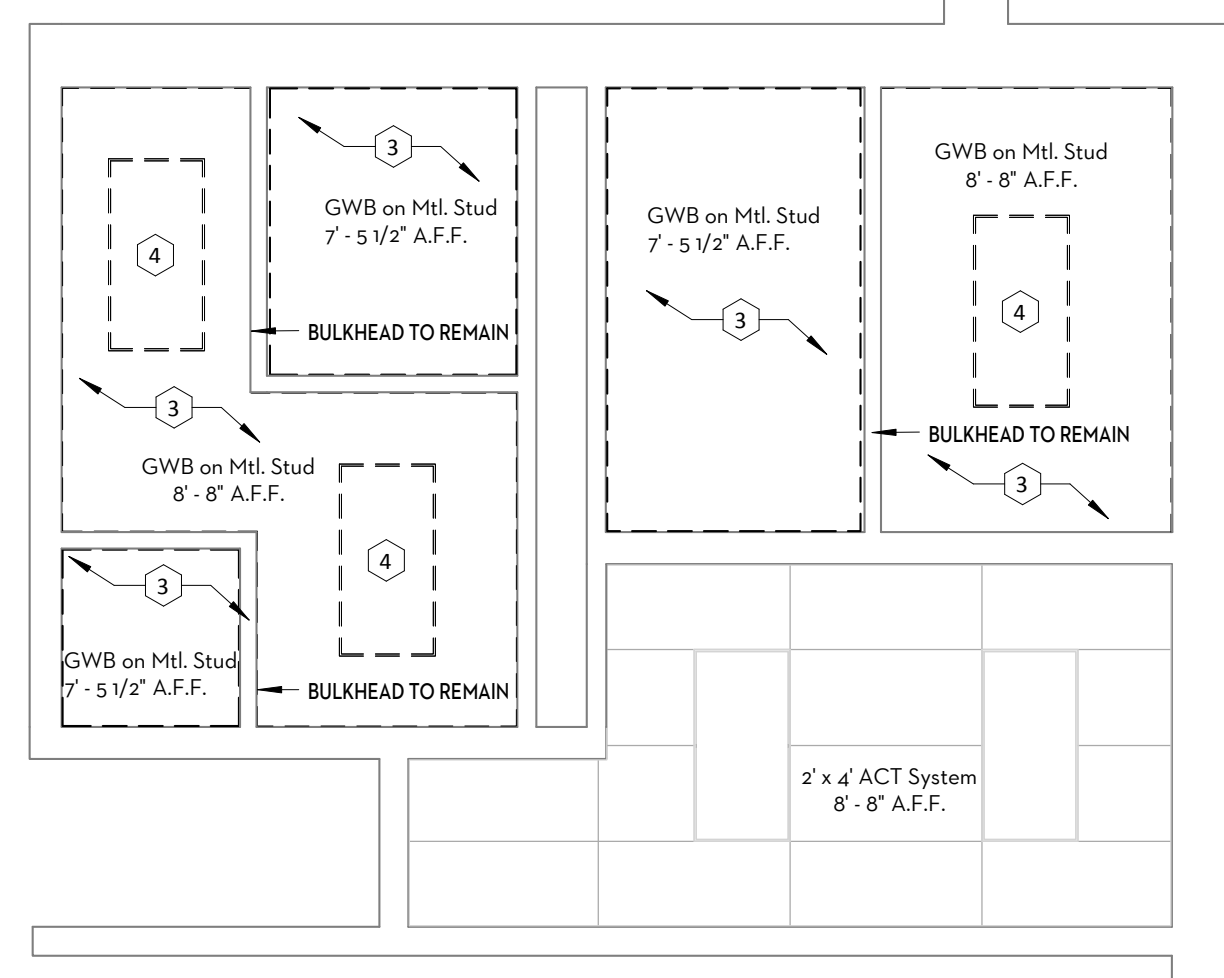 3
GWB on Mtl. Stud
7' - 5 1/2" A.F.F.
BULKHEAD TO REMAIN
4
3
GWB on Mtl. Stud
8' - 8" A.F.F.
4
3
GWB on Mtl. Stud
7' - 5 1/2" A.F.F.
BULKHEAD TO REMAIN
GWB on Mtl. Stud
7' - 5 1/2" A.F.F.
3
GWB on Mtl. Stud
8' - 8" A.F.F.
4
BULKHEAD TO REMAIN
3
2' x 4' ACT System
8' - 8" A.F.F.